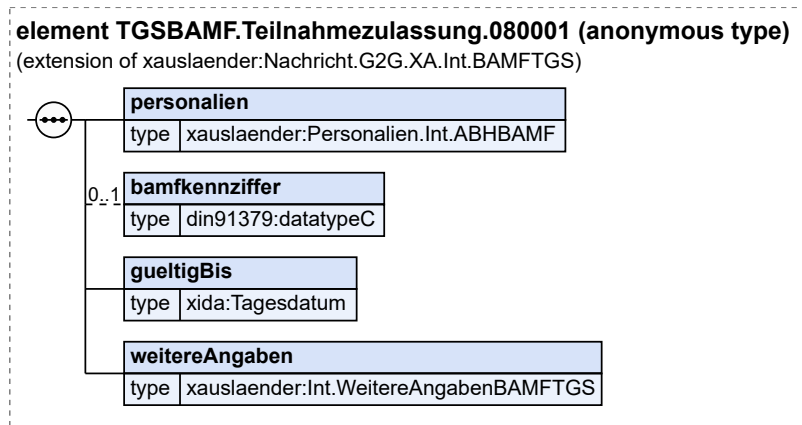 element TGSBAMF.Teilnahmezulassung.080001 (anonymous type)
(extension of xauslaender:Nachricht.G2G.XA.Int.BAMFTGS)
personalien
type xauslaender:Personalien.Int.ABHBAMF
0..1 bamfkennziffer
type din91379:datatypeC
gueltigBis
type xida:Tagesdatum
weitereAngaben
type xauslaender:Int.WeitereAngabenBAMFTGS